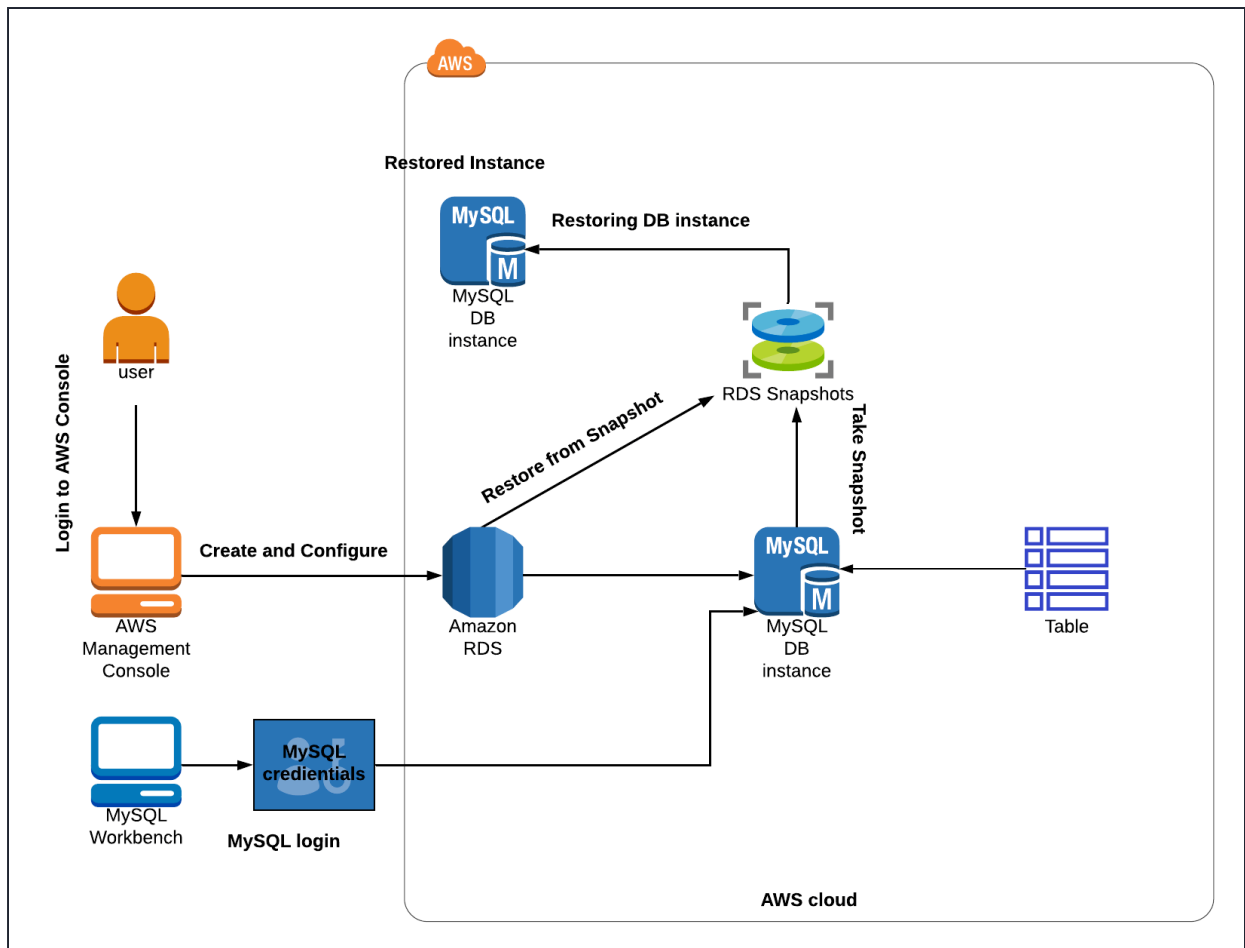 AWS
Restored Instance
MySQL
M
MySQL
DB
instance
Restoring DB instance
RDS Snapshots
user
Login to AWS Console
Restore from Snapshot
Take Snapshot
Create and Configure
AWS
Management
Console
Amazon
RDS
MySQL
M
MySQL
DB
instance
Table
MySQL
Workbench
MySQL
credientials
MySQL login
AWS cloud